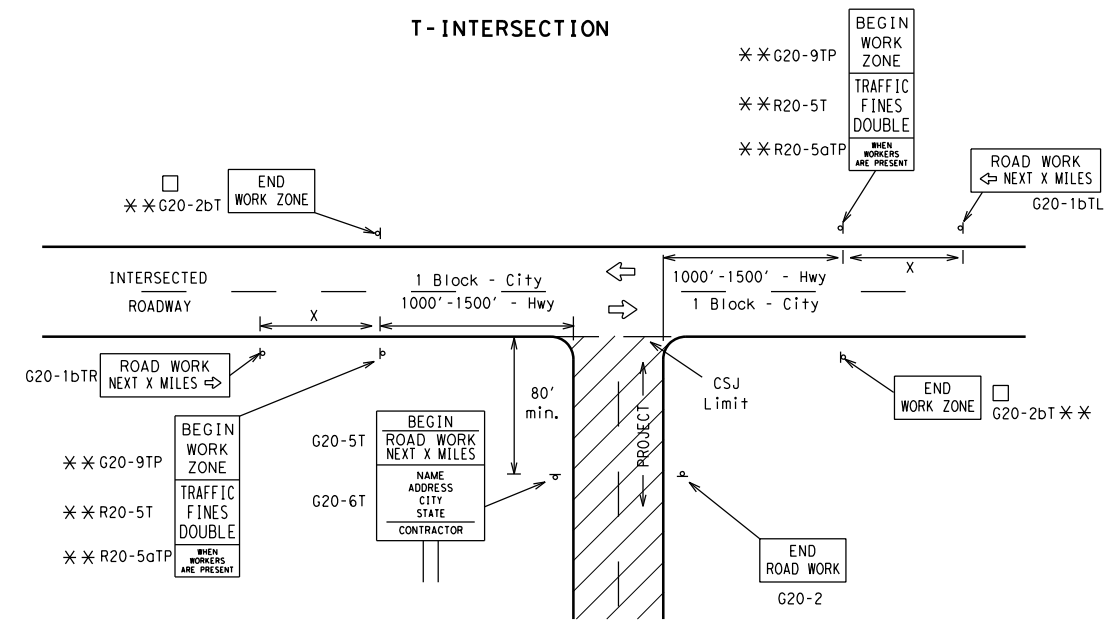 T-INTERSECTION
BEGIN
WORK
ZONE
TRAFFIC
FINES
DOUBLE
WHEN
WORKERS
ARE PRESENT
**G20-9TP
**R20-5T
**R20-5aTP
ROAD WORK
⇦ NEXT X MILES
G20-1bTL
□
**G20-2bT
END
WORK ZONE
INTERSECTED
ROADWAY
1 Block - City
1000'-1500' - Hwy
1000'-1500' - Hwy
1 Block - City
X
X
G20-1bTR
ROAD WORK
NEXT X MILES ⇨
80'
min.
CSJ
Limit
PROJECT
END
WORK ZONE
□
G20-2bT **
BEGIN
WORK
ZONE
TRAFFIC
FINES
DOUBLE
WHEN
WORKERS
ARE PRESENT
**G20-9TP
**R20-5T
**R20-5aTP
G20-5T
G20-6T
BEGIN
ROAD WORK
NEXT X MILES
NAME
ADDRESS
CITY
STATE
CONTRACTOR
END
ROAD WORK
G20-2